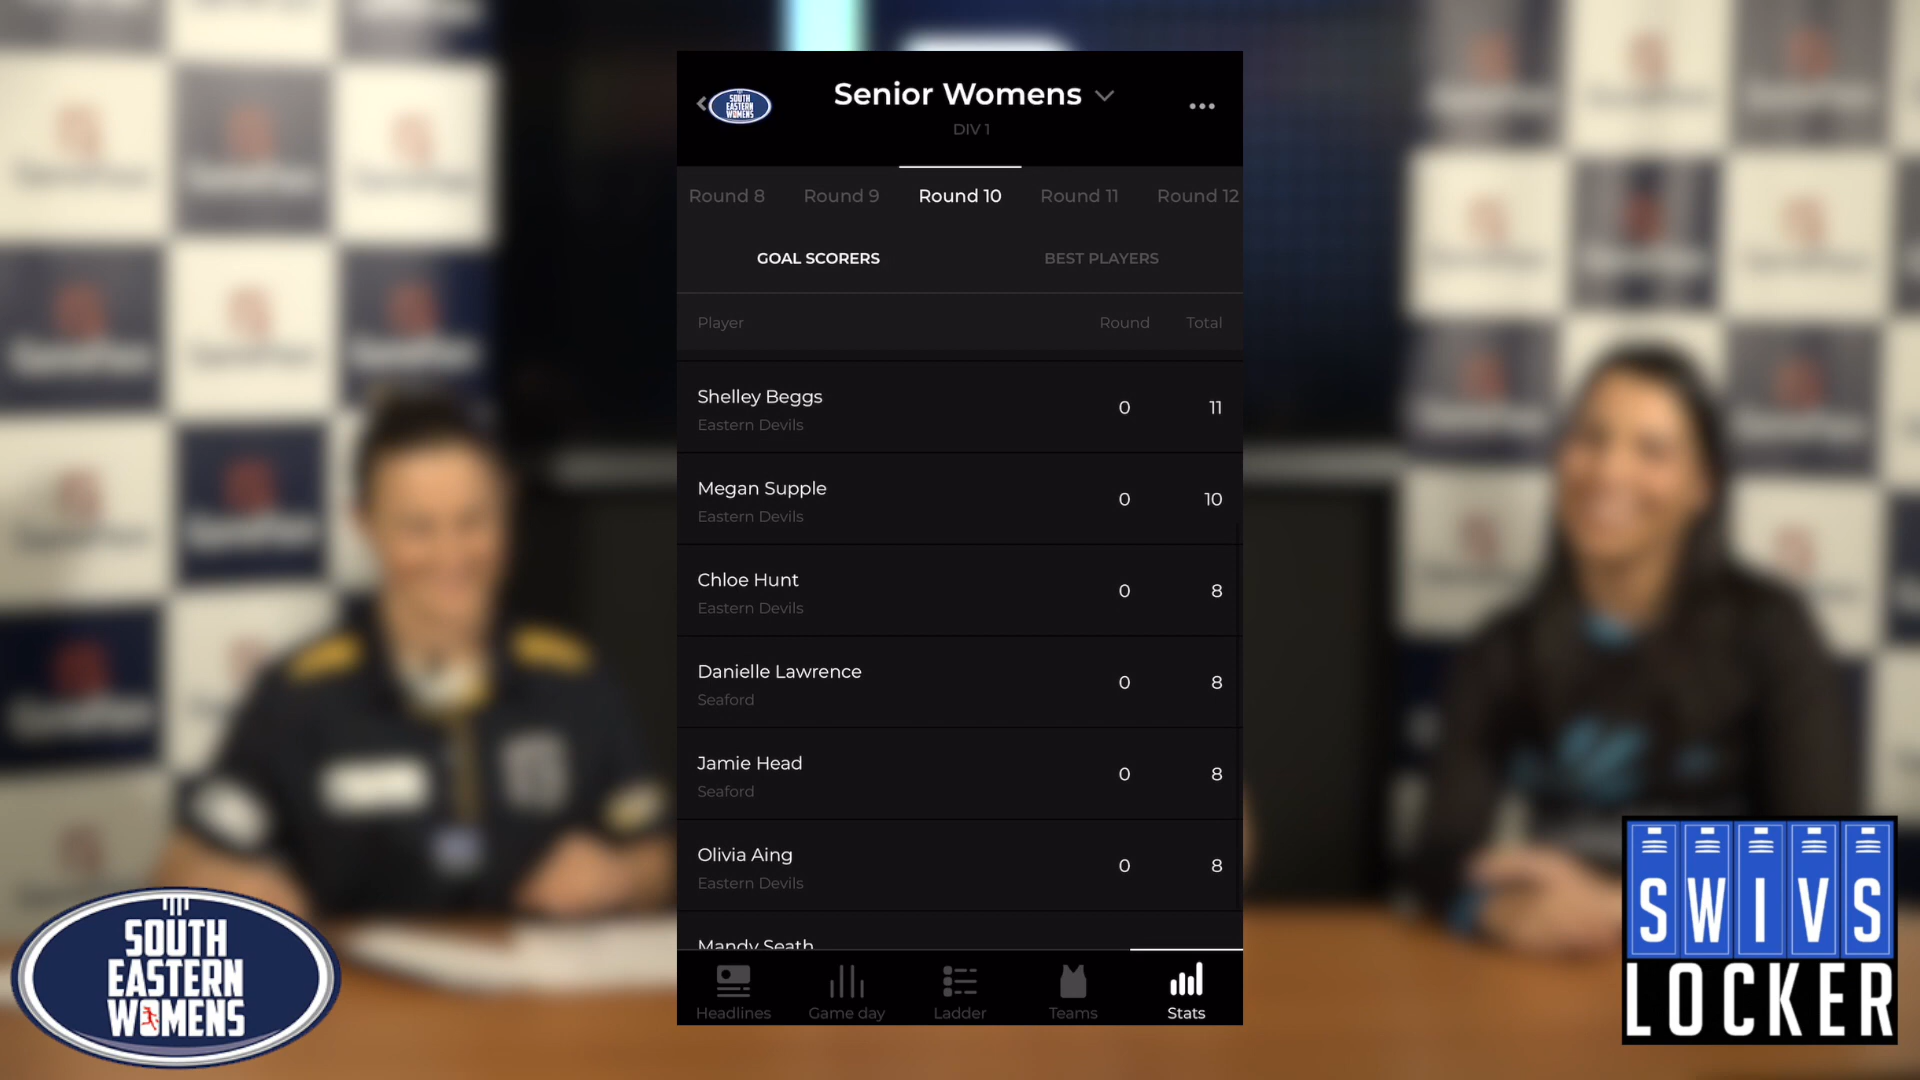 SOUTH
EASTERN
WOMENS
Senior Womens
DIV 1
Round 8
Round 9
Round 10
Round 11
Round 12
GOAL SCORERS
BEST PLAYERS
Player Round Total
Shelley Beggs 0 11
Eastern Devils
Megan Supple 0 10
Eastern Devils
Chloe Hunt 0 8
Eastern Devils
Danielle Lawrence 0 8
Seaford
Jamie Head 0 8
Seaford
Olivia Aing 0 8
Eastern Devils
Mandy Seath
Headlines
Game day
Ladder
Teams
Stats
SOUTH
EASTERN
WOMENS
SWIVS
LOCKER